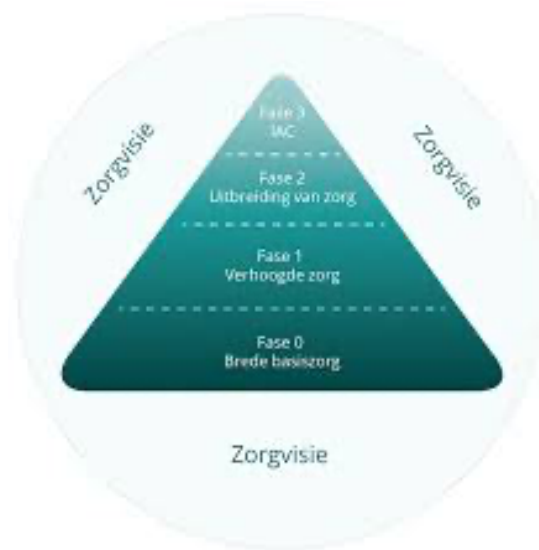 Zorgvisie
Zorgvisie
Fase 3
IAC
Fase 2
Uitbreiding van zorg
Fase 1
Verhoogde zorg
Fase 0
Brede basiszorg
Zorgvisie